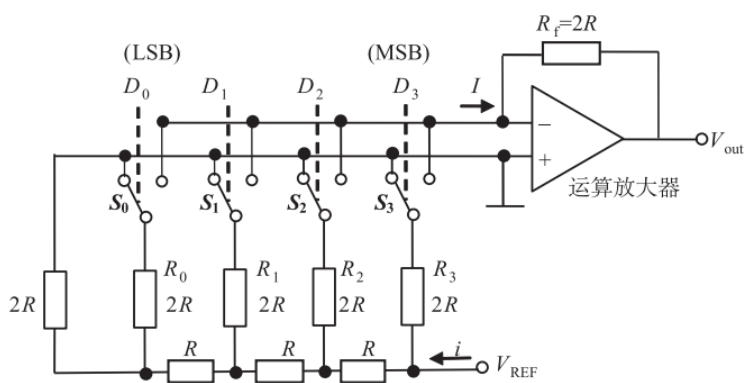 R_f=2R
(LSB) (MSB)
D_0 D_1 D_2 D_3 I
−
+
V_out
运算放大器
S_0 S_1 S_2 S_3
R_0 R_1 R_2 R_3
2R 2R 2R 2R 2R
R R R i V_REF